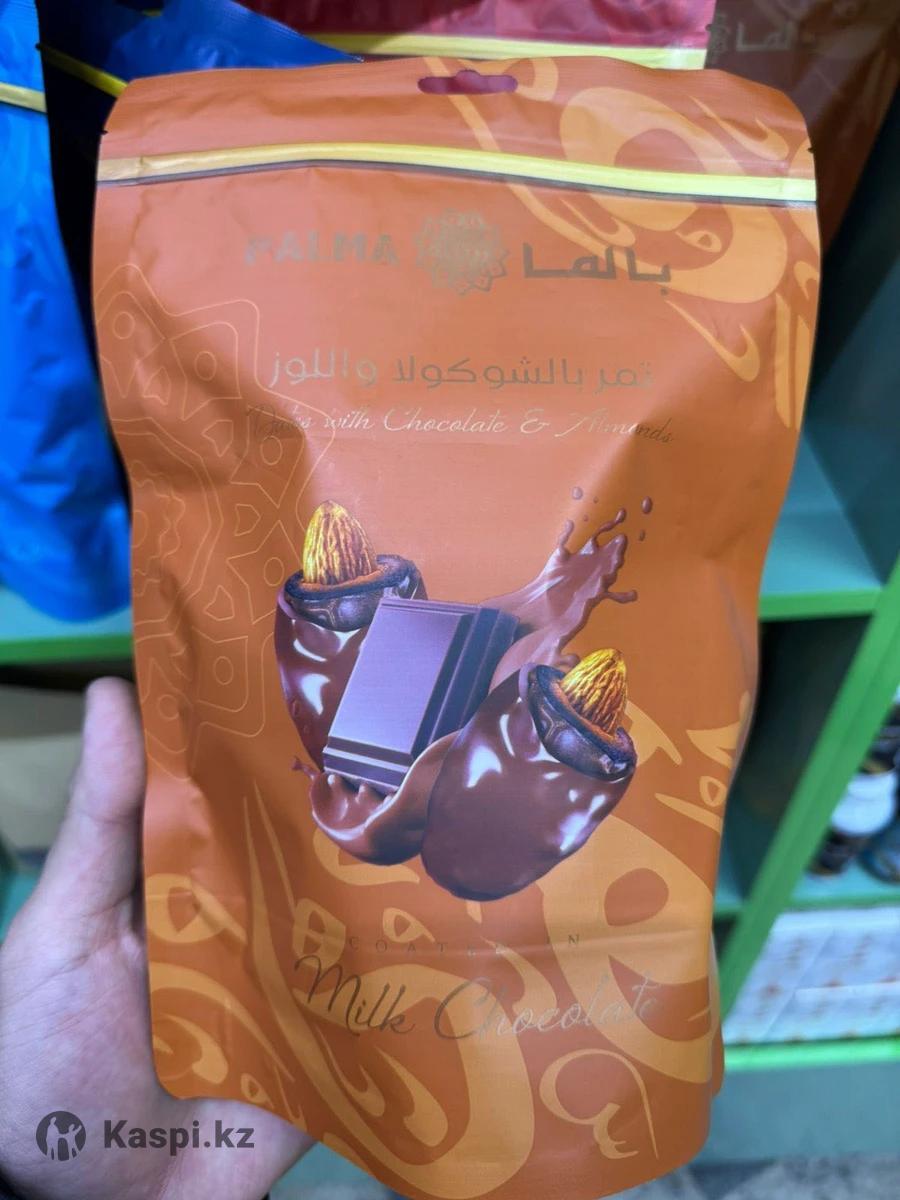 PALMA بالما
تمر بالشوكولا واللوز
Dates with Chocolate & Almonds
COATED IN
Milk Chocolate
Kaspi.kz